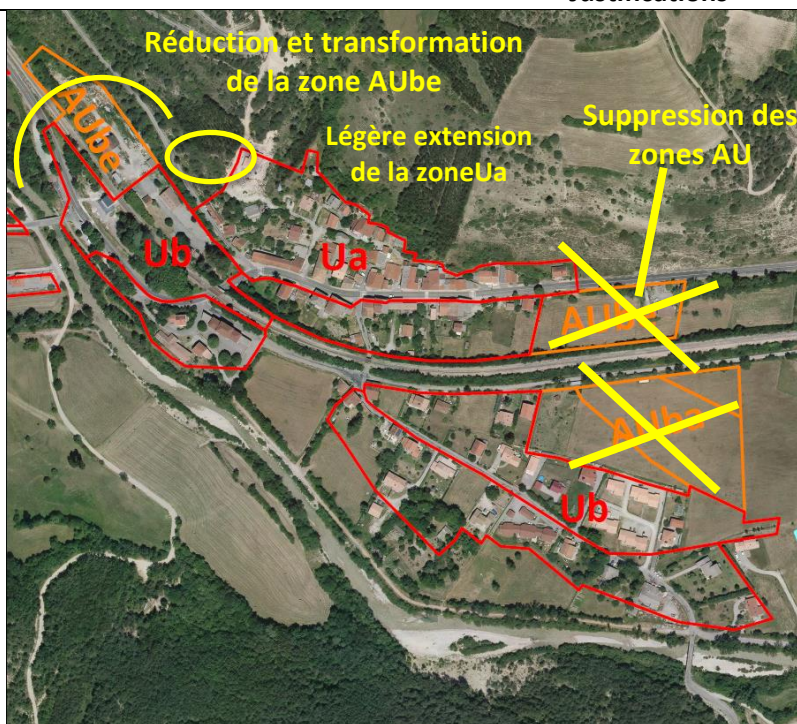 Justifications
Réduction et transformation
de la zone AUbe
Suppression des
zones AU
Légère extension
de la zoneUa
AUbe
Ub
Ua
AUba
Ub